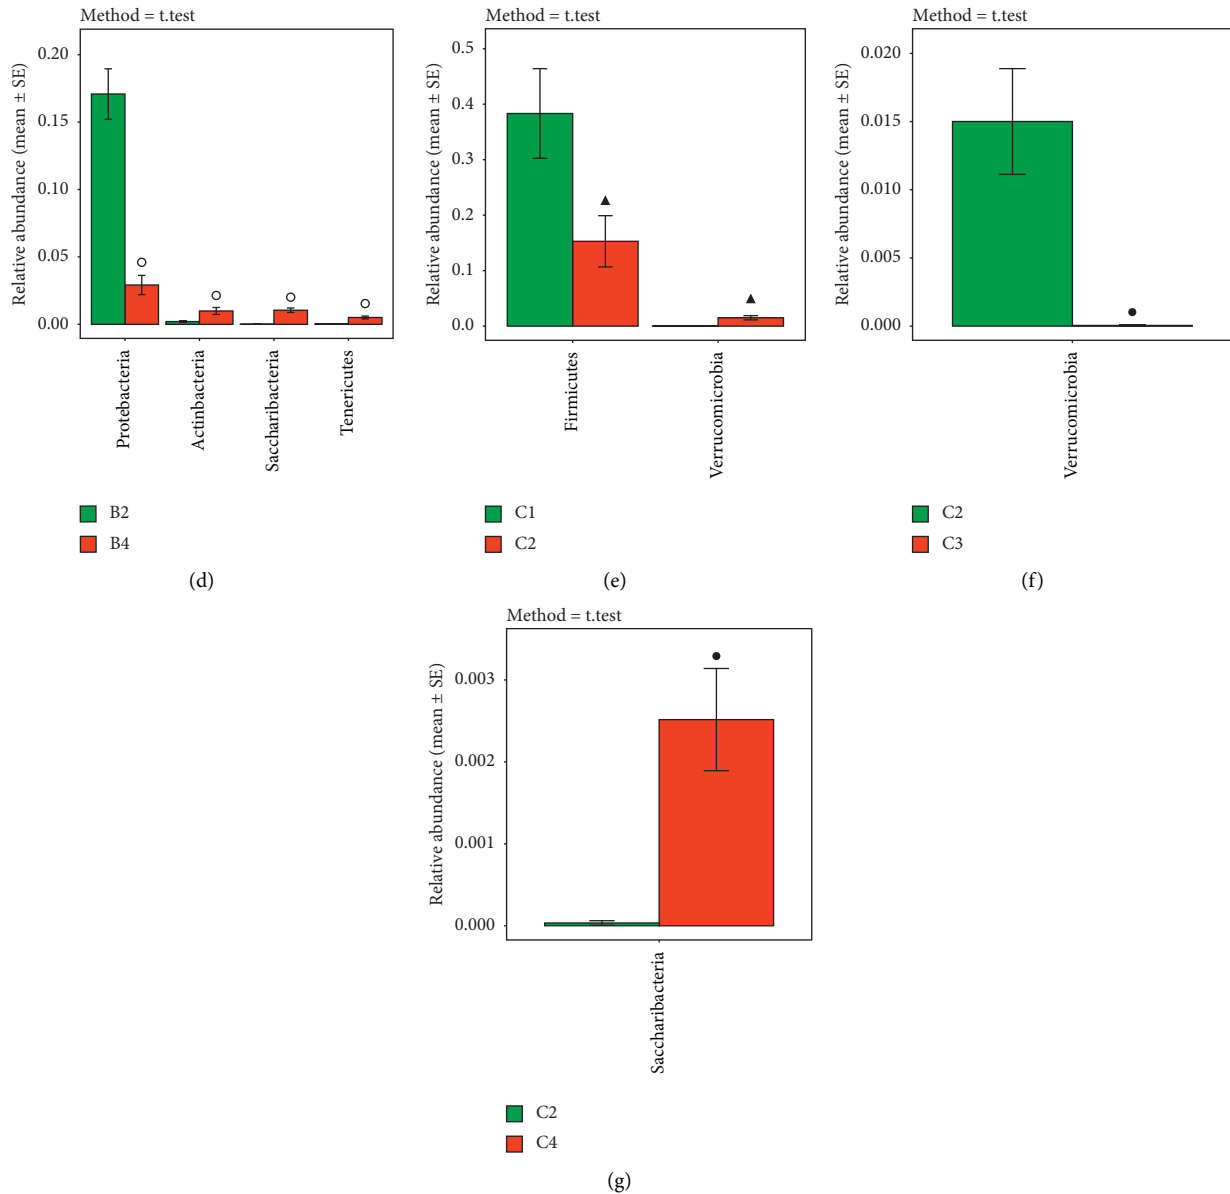 Method = t.test
Relative abundance (mean ± SE)
0.20
0.15
0.10
0.05
0.00
Protebacteria
Actinbacteria
Saccharibacteria
Tenericutes
B2
B4
(d)
Method = t.test
Relative abundance (mean ± SE)
0.5
0.4
0.3
0.2
0.1
0.0
Firmicutes
Verrucomicrobia
C1
C2
(e)
Method = t.test
Relative abundance (mean ± SE)
0.020
0.015
0.010
0.005
0.000
Verrucomicrobia
C2
C3
(f)
Method = t.test
Relative abundance (mean ± SE)
0.003
0.002
0.001
0.000
Saccharibacteria
C2
C4
(g)